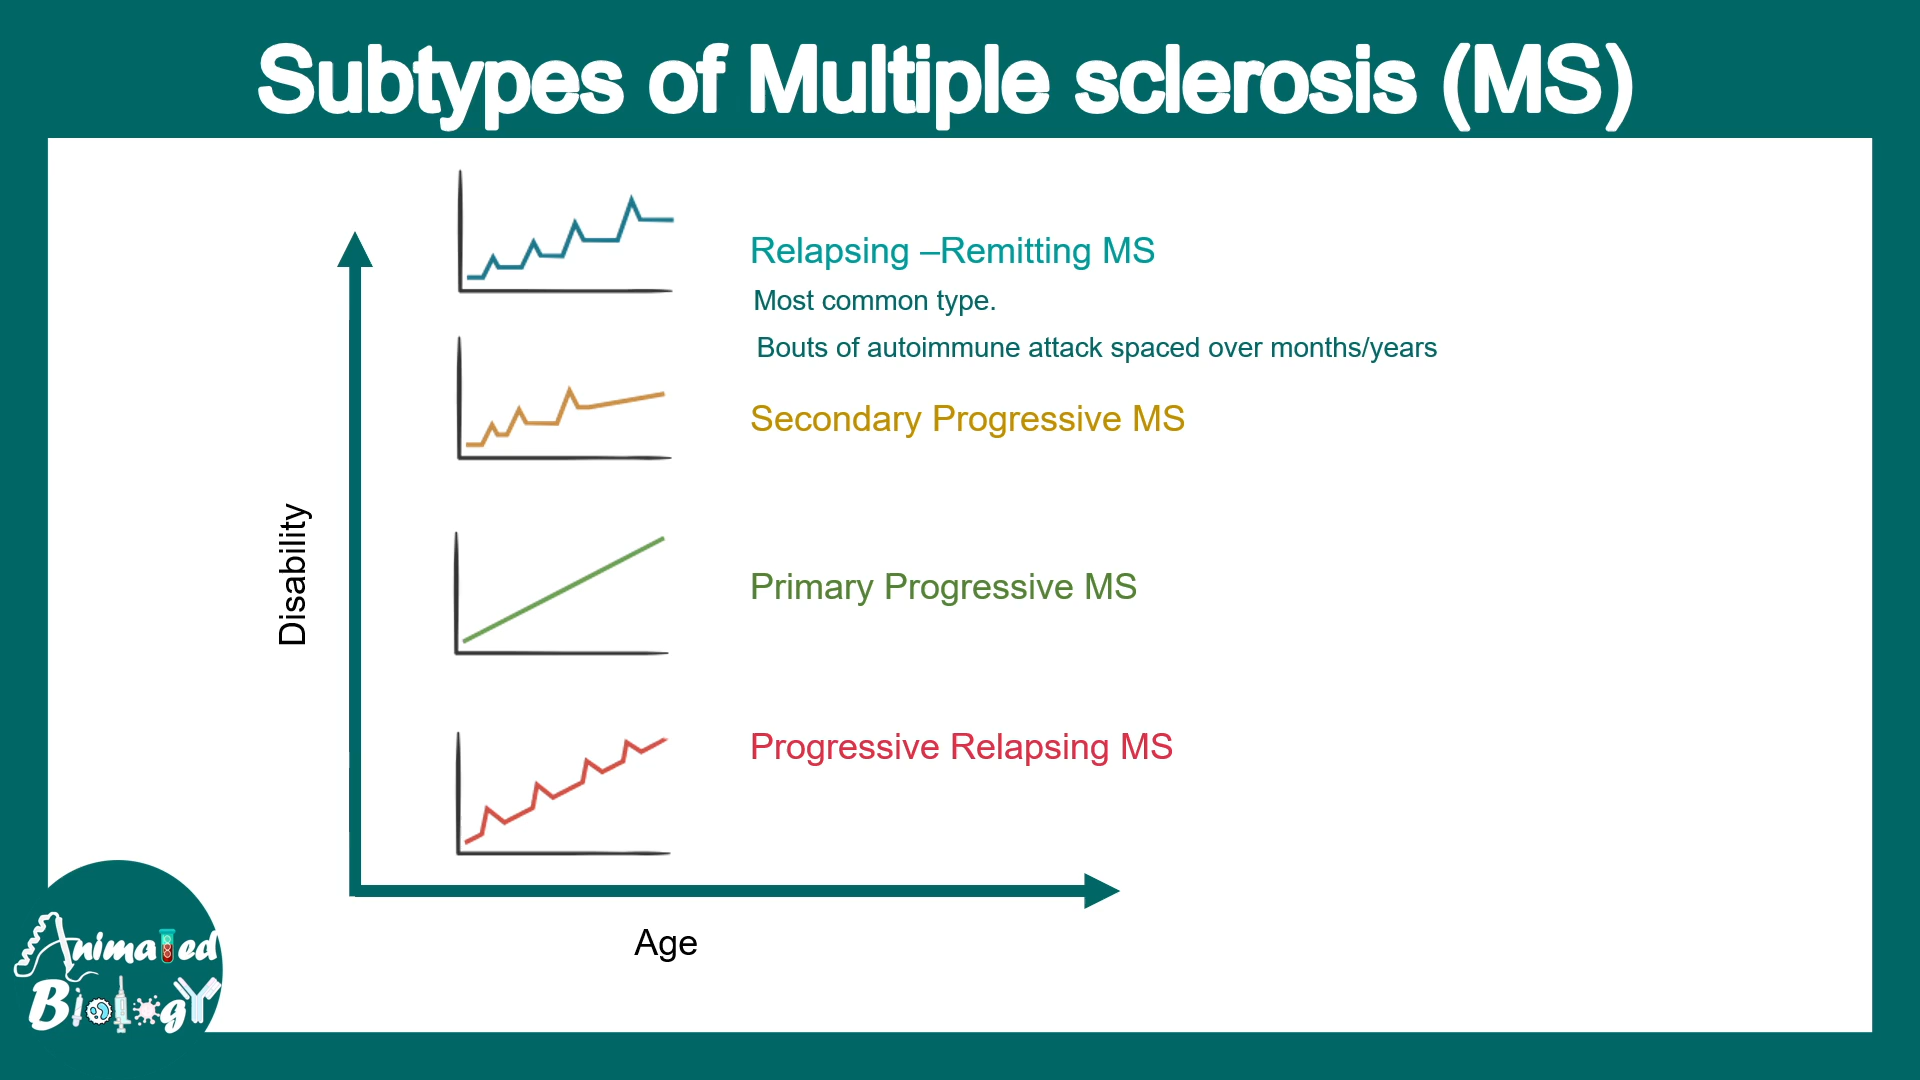 Subtypes of Multiple sclerosis (MS)
Relapsing –Remitting MS
Most common type.
Bouts of autoimmune attack spaced over months/years
Secondary Progressive MS
Disability
Primary Progressive MS
Progressive Relapsing MS
Age
Animated
Biology